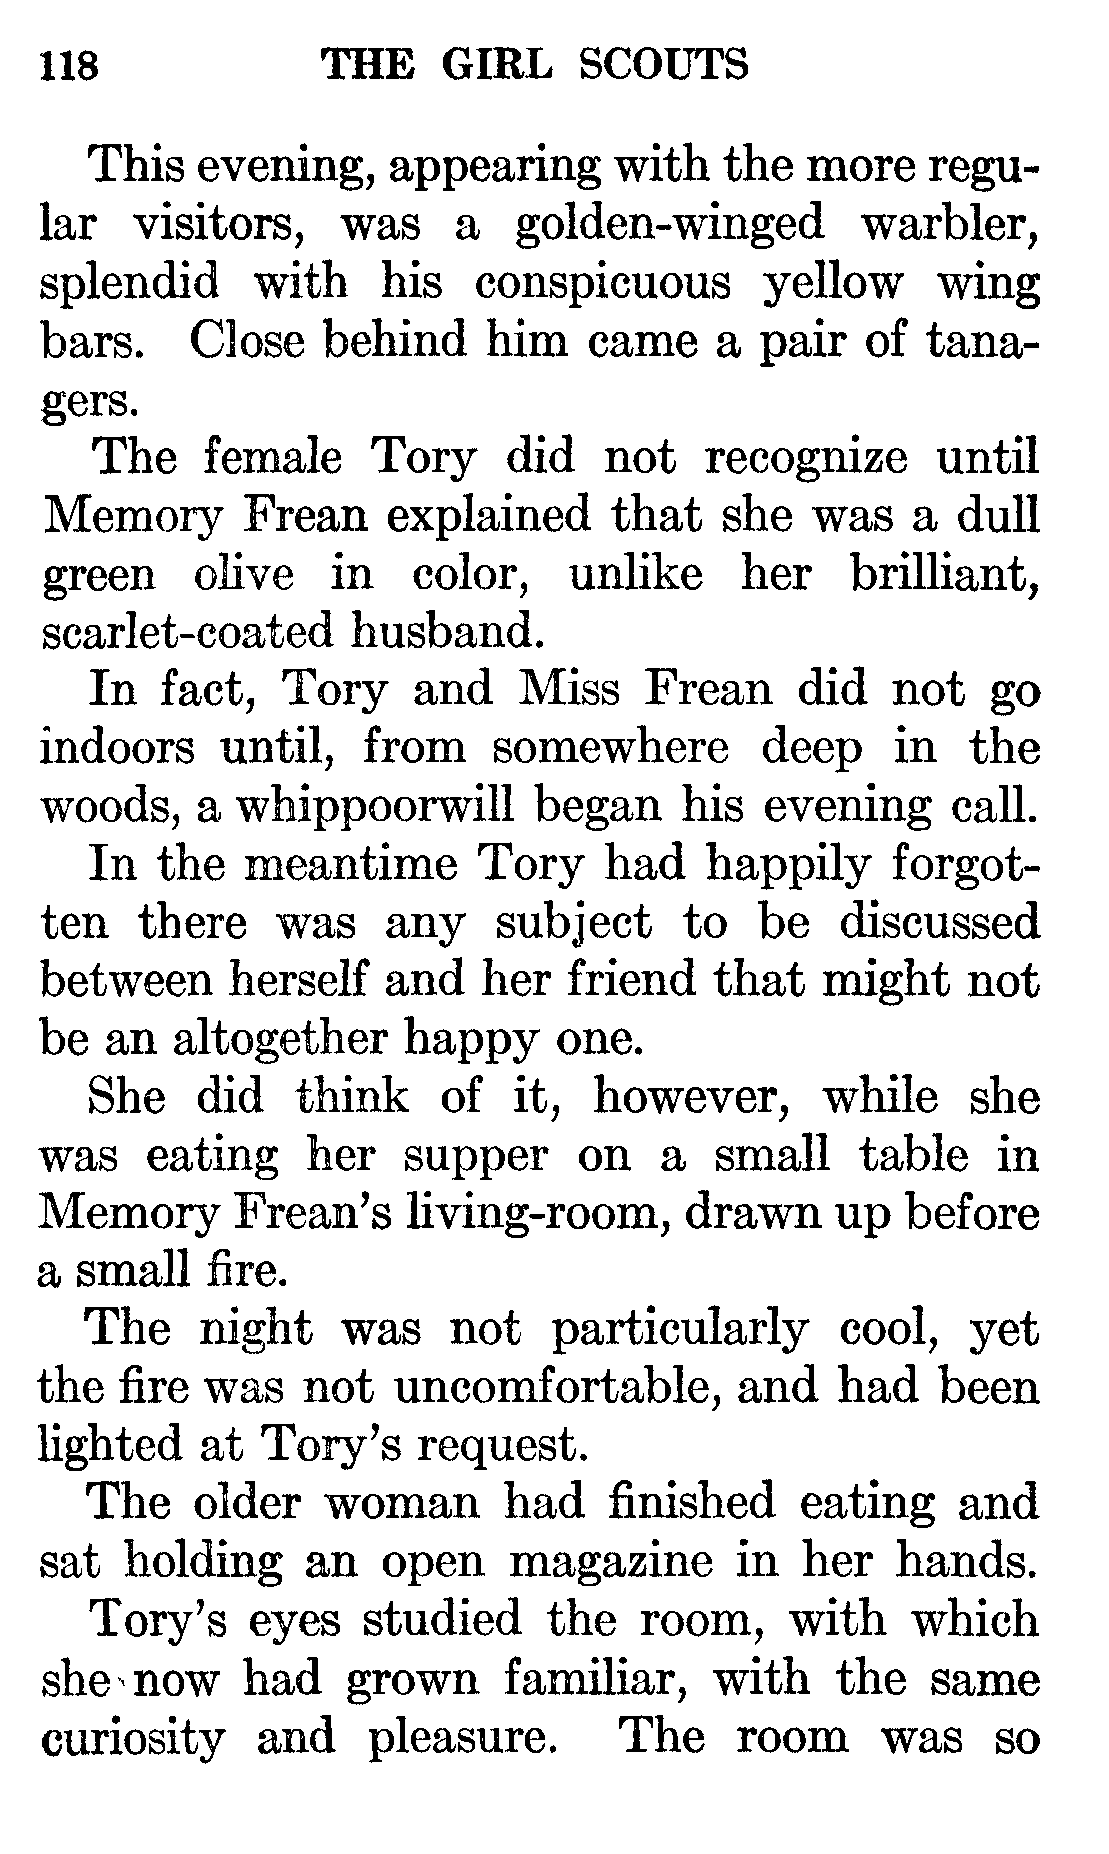 118 THE GIRL SCOUTS
This evening, appearing with the more regu-
lar visitors, was a golden-winged warbler,
splendid with his conspicuous yellow wing
bars. Close behind him came a pair of tana-
gers.
The female Tory did not recognize until
Memory Frean explained that she was a dull
green olive in color, unlike her brilliant,
scarlet-coated husband.
In fact, Tory and Miss Frean did not go
indoors until, from somewhere deep in the
woods, a whippoorwill began his evening call.
In the meantime Tory had happily forgot-
ten there was any subject to be discussed
between herself and her friend that might not
be an altogether happy one.
She did think of it, however, while she
was eating her supper on a small table in
Memory Frean's living-room, drawn up before
a small fire.
The night was not particularly cool, yet
the fire was not uncomfortable, and had been
lighted at Tory's request.
The older woman had finished eating and
sat holding an open magazine in her hands.
Tory's eyes studied the room, with which
she now had grown familiar, with the same
curiosity and pleasure. The room was so